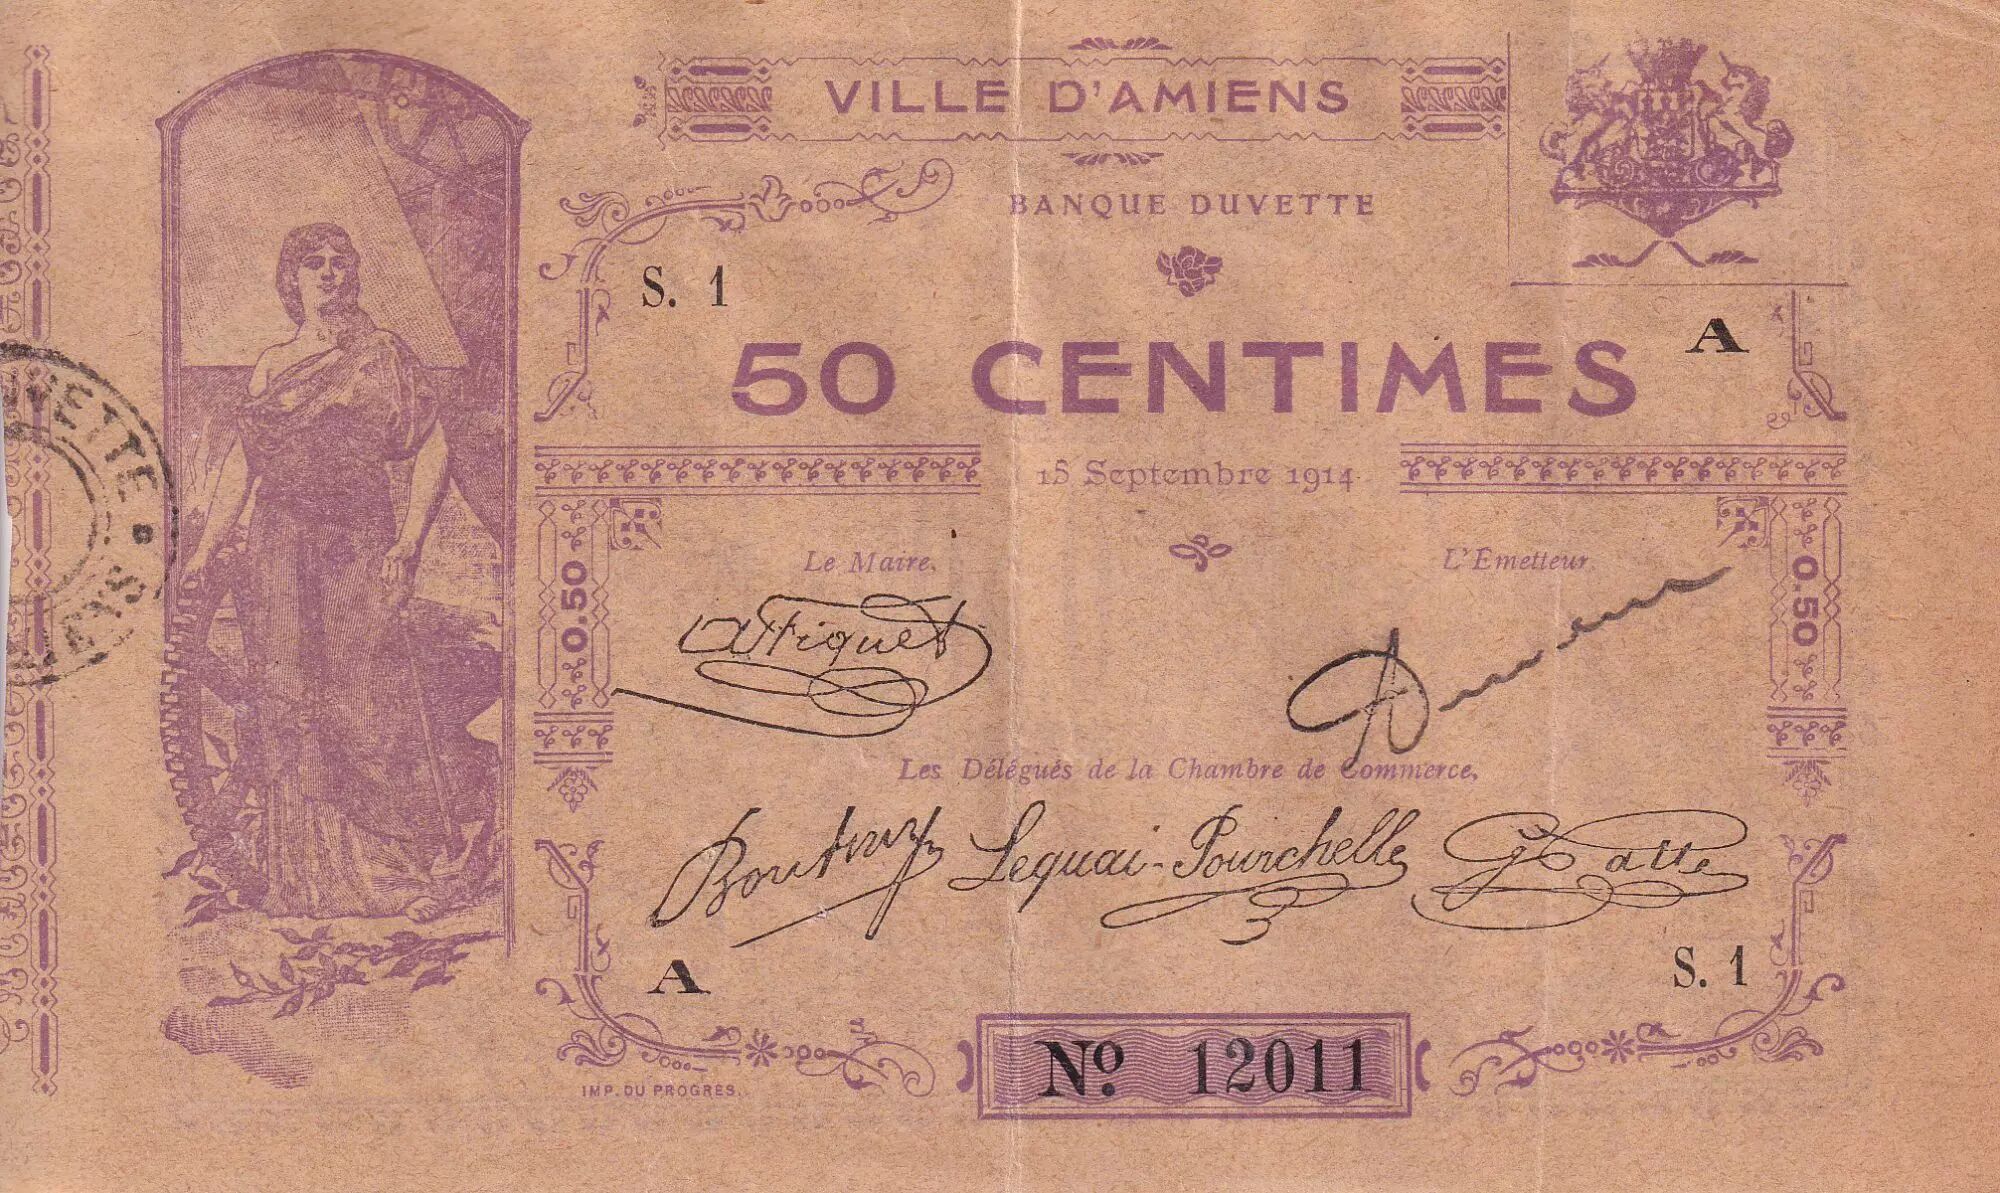 VILLE D'AMIENS
BANQUE DUVETTE
S. 1
A
50 CENTIMES
15 Septembre 1914
Le Maire,
L'Emetteur
0.50
0.50
Les Délégués de la Chambre de Commerce,
Lequai-Pourchelle
A
S. 1
No. 12011
IMP. DU PROGRÈS.